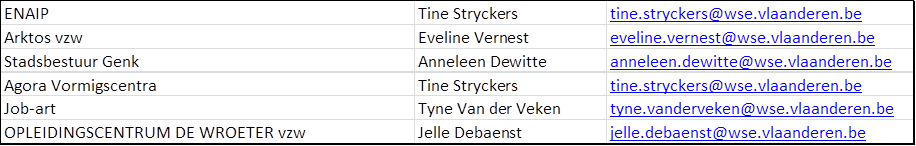 ENAIP Tine Stryckers tine.stryckers@wse.vlaanderen.be
Arktos vzw Eveline Vernest eveline.vernest@wse.vlaanderen.be
Stadsbestuur Genk Anneleen Dewitte anneleen.dewitte@wse.vlaanderen.be
Agora Vormigscentra Tine Stryckers tine.stryckers@wse.vlaanderen.be
Job-art Tyne Van der Veken tyne.vanderveken@wse.vlaanderen.be
OPLEIDINGSCENTRUM DE WROETER vzw Jelle Debaenst jelle.debaenst@wse.vlaanderen.be